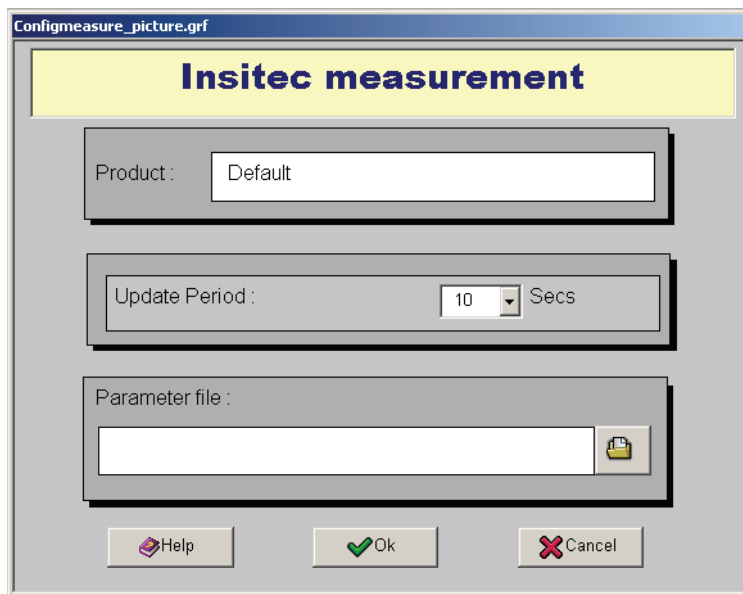 Configmeasure_picture.grf
Insitec measurement
Product : Default
Update Period : 10 Secs
Parameter file :
Help Ok Cancel